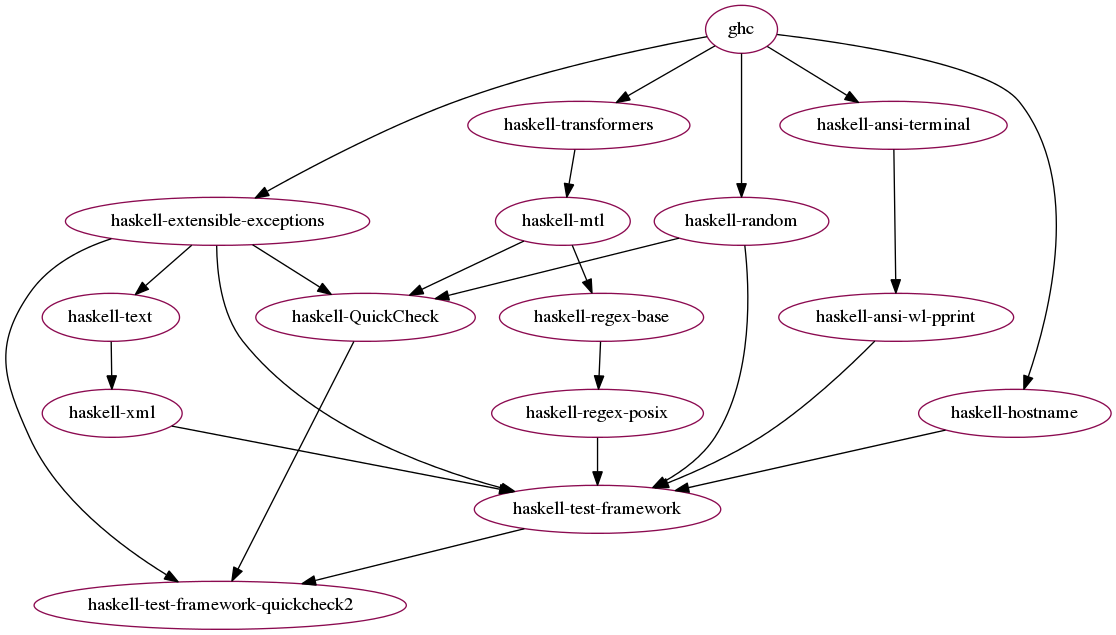 ghc
haskell-transformers
haskell-ansi-terminal
haskell-extensible-exceptions
haskell-mtl
haskell-random
haskell-text
haskell-QuickCheck
haskell-regex-base
haskell-ansi-wl-pprint
haskell-xml
haskell-regex-posix
haskell-hostname
haskell-test-framework
haskell-test-framework-quickcheck2